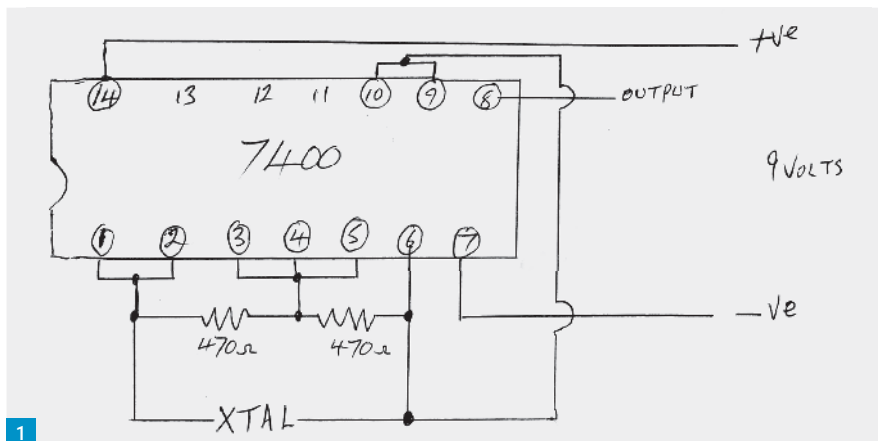 +ve
14 13 12 11 10 9 8 OUTPUT
7400
9 VOLTS
1 2 3 4 5 6 7
-ve
470Ω 470Ω
XTAL
1